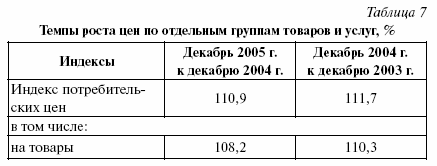 Таблица 7
Темпы роста цен по отдельным группам товаров и услуг, %
Индексы
Декабрь 2005 г.
к декабрю 2004 г.
Декабрь 2004 г.
к декабрю 2003 г.
Индекс потребитель-
ских цен
110,9
111,7
в том числе:
на товары
108,2
110,3